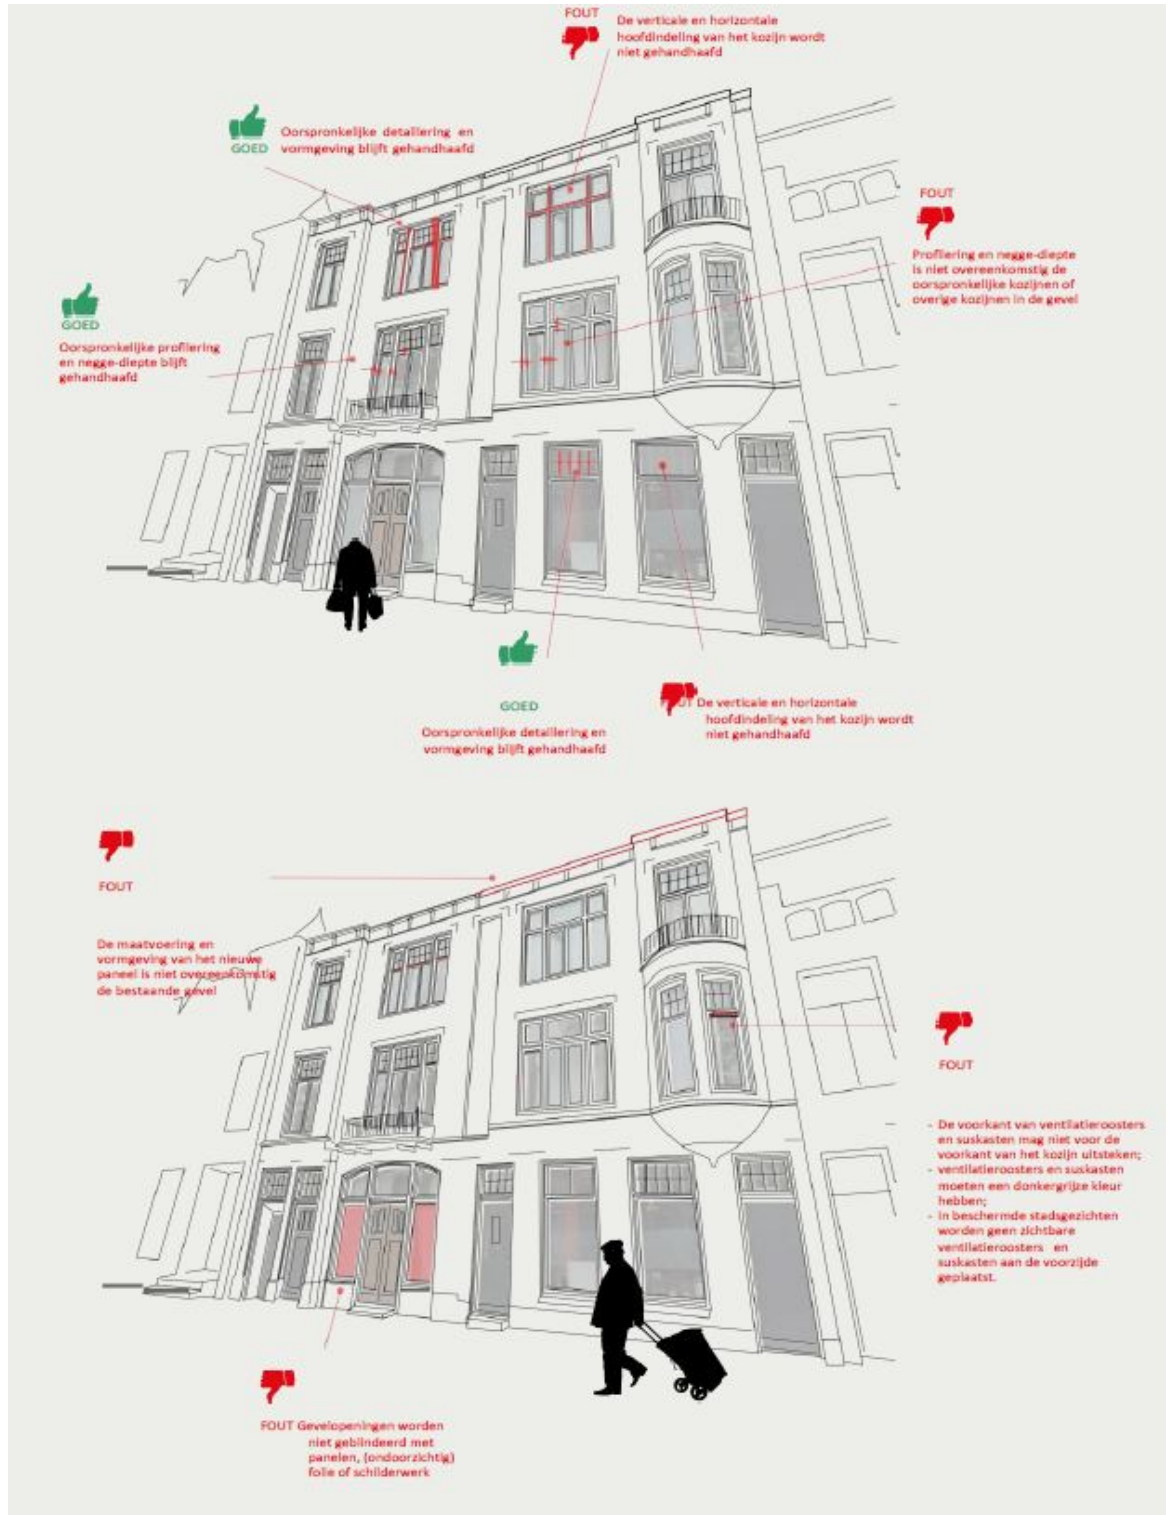 FOUT
De verticale en horizontale
hoofdindeling van het kozijn wordt
niet gehandhaafd
GOED
Oorspronkelijke detaillering en
vormgeving blijft gehandhaafd
FOUT
Profilering en negge-diepte
is niet overeenkomstig de
oorspronkelijke kozijnen of
overige kozijnen in de gevel
GOED
Oorspronkelijke profilering
en negge-diepte blijft
gehandhaafd
GOED
Oorspronkelijke detaillering en
vormgeving blijft gehandhaafd
FOUT De verticale en horizontale
hoofdindeling van het kozijn wordt
niet gehandhaafd
FOUT
De maatvoering en
vormgeving van het nieuwe
paneel is niet overeenkomstig
de bestaande gevel
FOUT
- De voorkant van ventilatieroosters
en suskasten mag niet voor de
voorkant van het kozijn uitsteken;
- ventilatieroosters en suskasten
moeten een donkergrijze kleur
hebben;
- in beschermde stadsgezichten
worden geen zichtbare
ventilatieroosters en
suskasten aan de voorzijde
geplaatst.
FOUT Gevelopeningen worden
niet geblindeerd met
panelen, (ondoorzichtig)
folie of schilderwerk